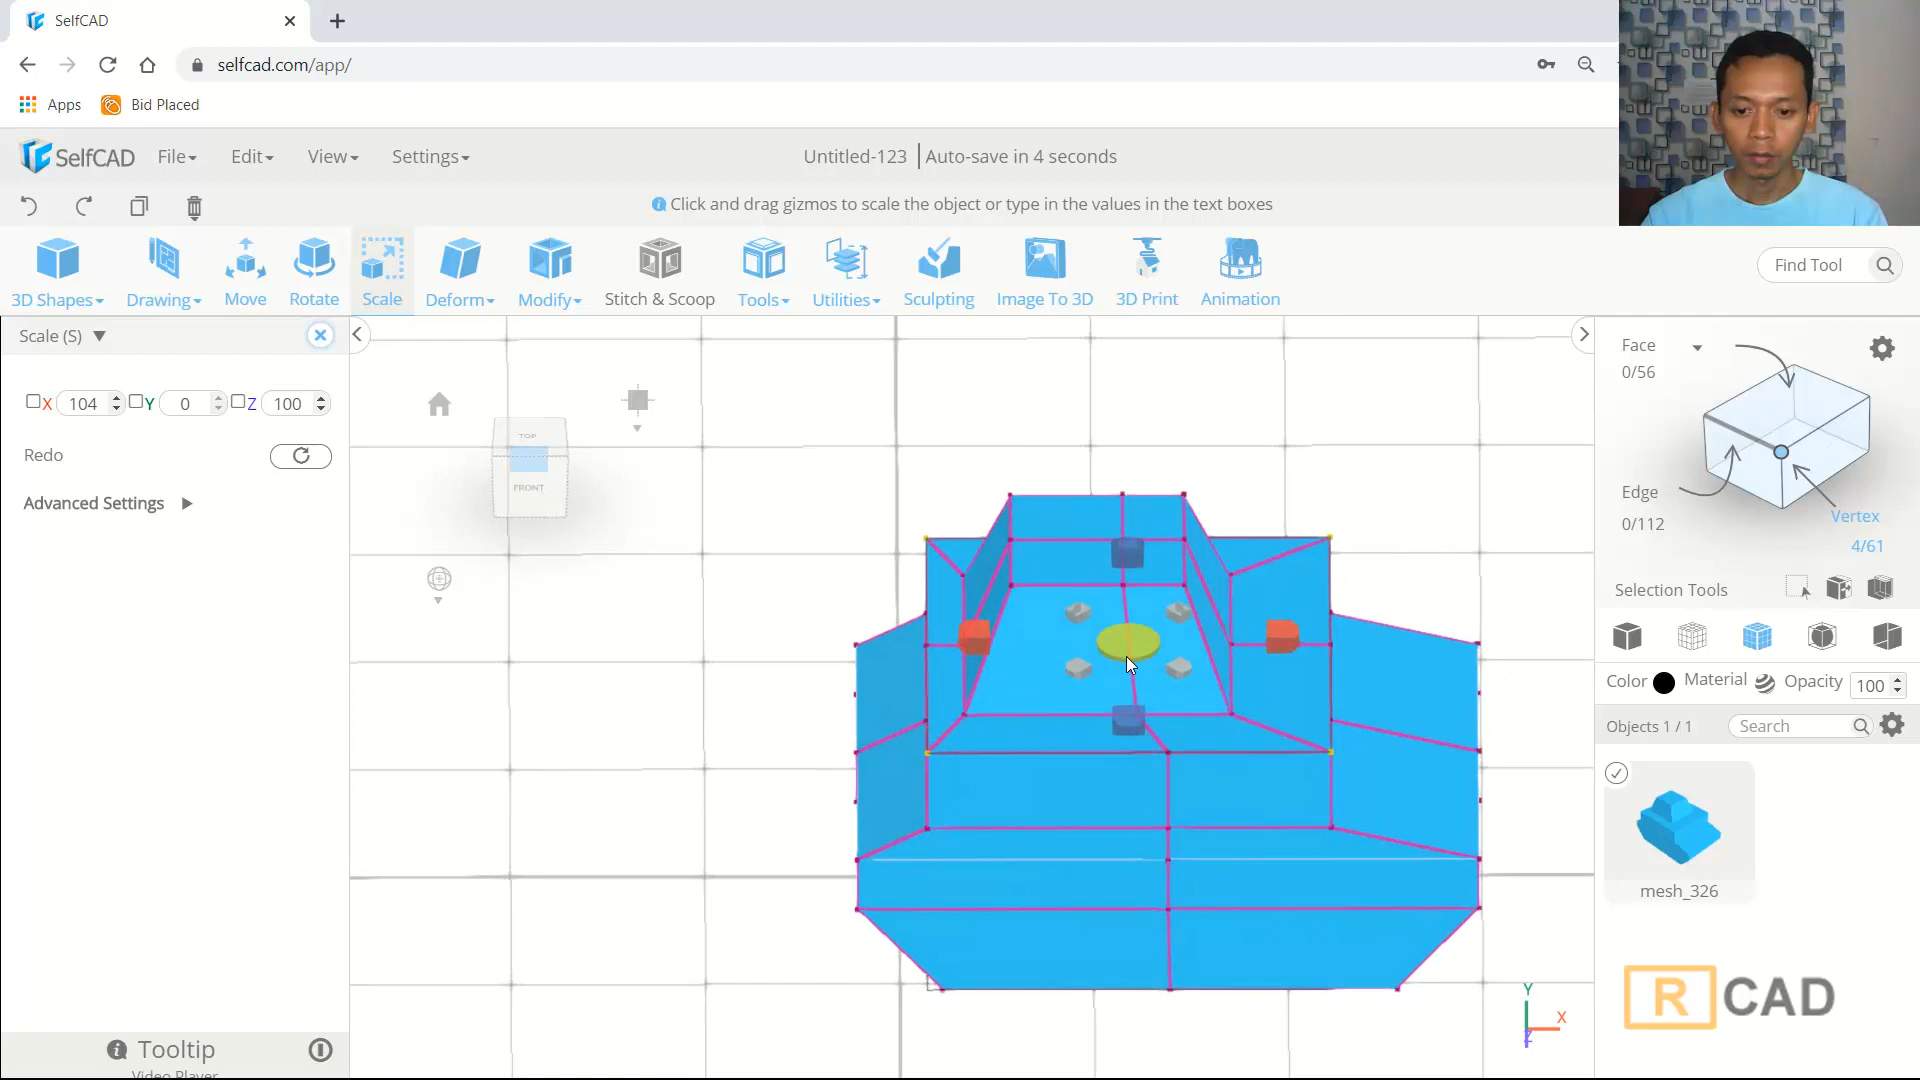 SelfCAD
selfcad.com/app/
Apps
Bid Placed
SelfCAD
File
Edit
View
Settings
Untitled-123
Auto-save in 4 seconds
Click and drag gizmos to scale the object or type in the values in the text boxes
3D Shapes
Drawing
Move
Rotate
Scale
Deform
Modify
Stitch & Scoop
Tools
Utilities
Sculpting
Image To 3D
3D Print
Animation
Find Tool
Scale (S)
X 104 Y 0 Z 100
Redo
Advanced Settings
TOP
FRONT
Face
0/56
Edge
0/112
Vertex
4/61
Selection Tools
Color
Material
Opacity
100
Objects 1 / 1
Search
mesh_326
R CAD
Y
X
Z
Tooltip
Video Player